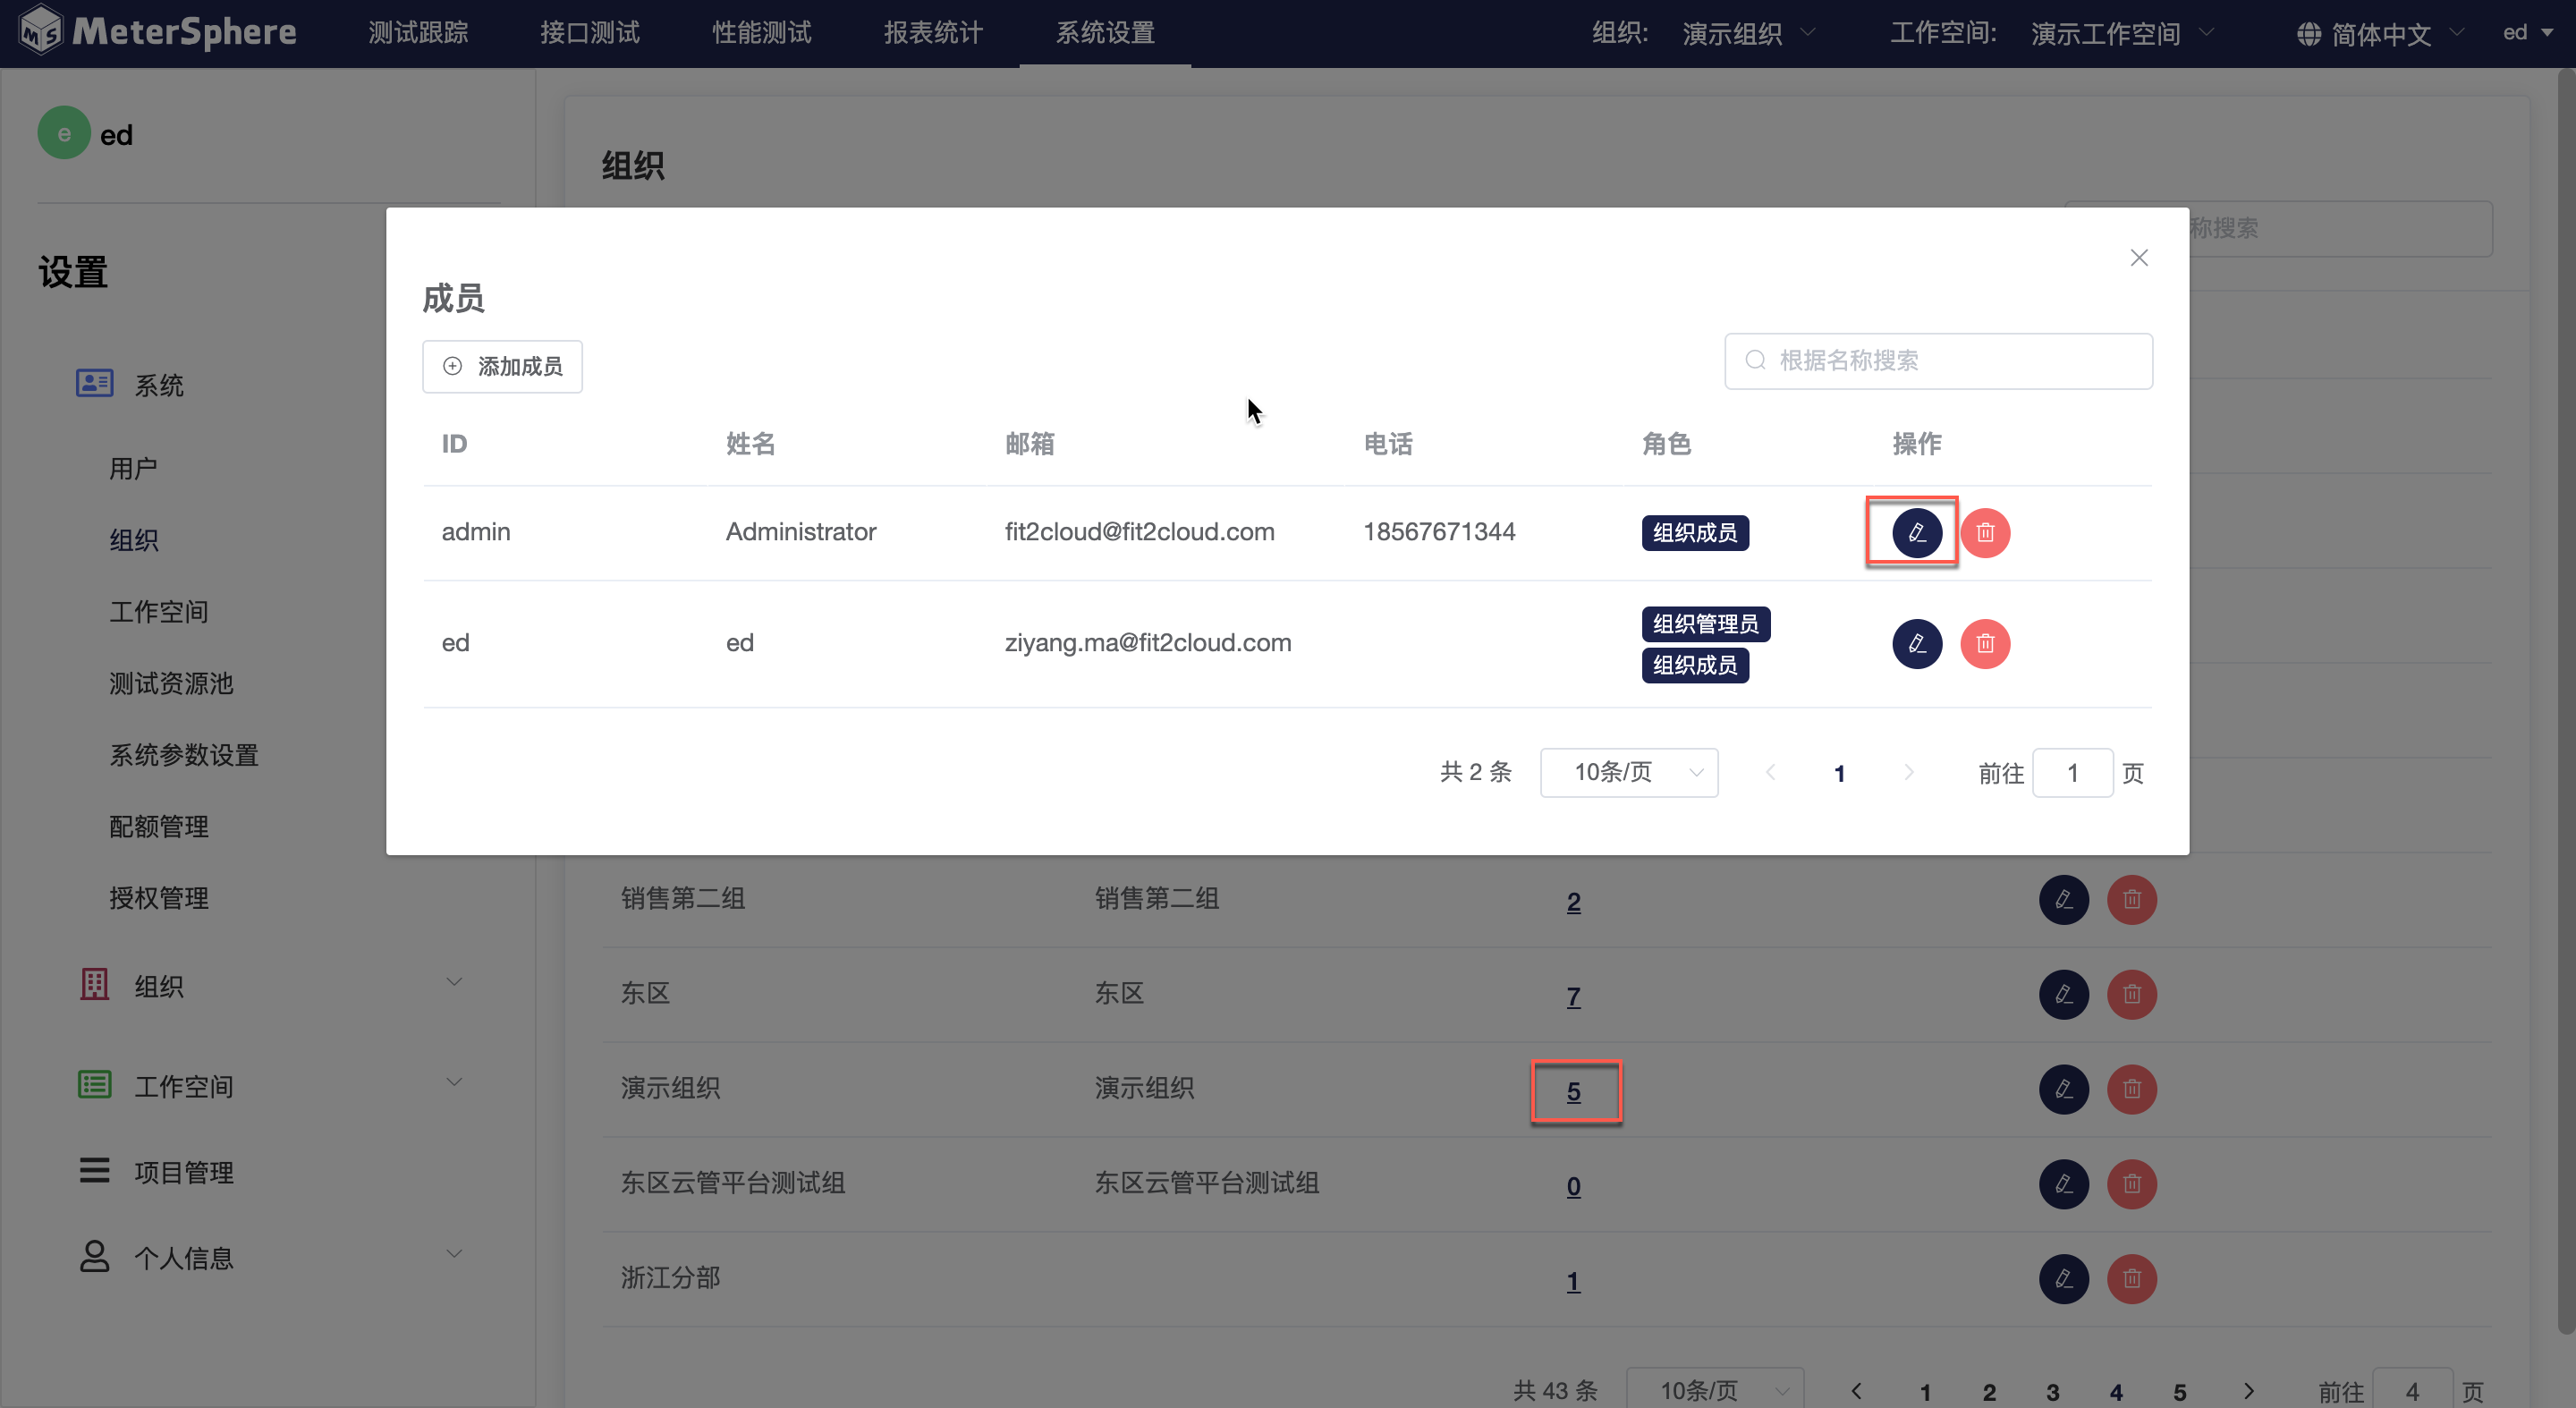 MeterSphere 测试跟踪 接口测试 性能测试 报表统计 系统设置 组织: 演示组织 工作空间: 演示工作空间 简体中文 ed
e ed
设置
系统
用户
组织
工作空间
测试资源池
系统参数设置
配额管理
授权管理
组织
工作空间
项目管理
个人信息
组织
称搜索
成员
添加成员
根据名称搜索
ID 姓名 邮箱 电话 角色 操作
admin Administrator fit2cloud@fit2cloud.com 18567671344 组织成员
ed ed ziyang.ma@fit2cloud.com 组织管理员
组织成员
共 2 条 10条/页 1 前往 1 页
销售第二组 销售第二组 2
东区 东区 7
演示组织 演示组织 5
东区云管平台测试组 东区云管平台测试组 0
浙江分部 1
共 43 条 10条/页 1 2 3 4 5 前往 4 页